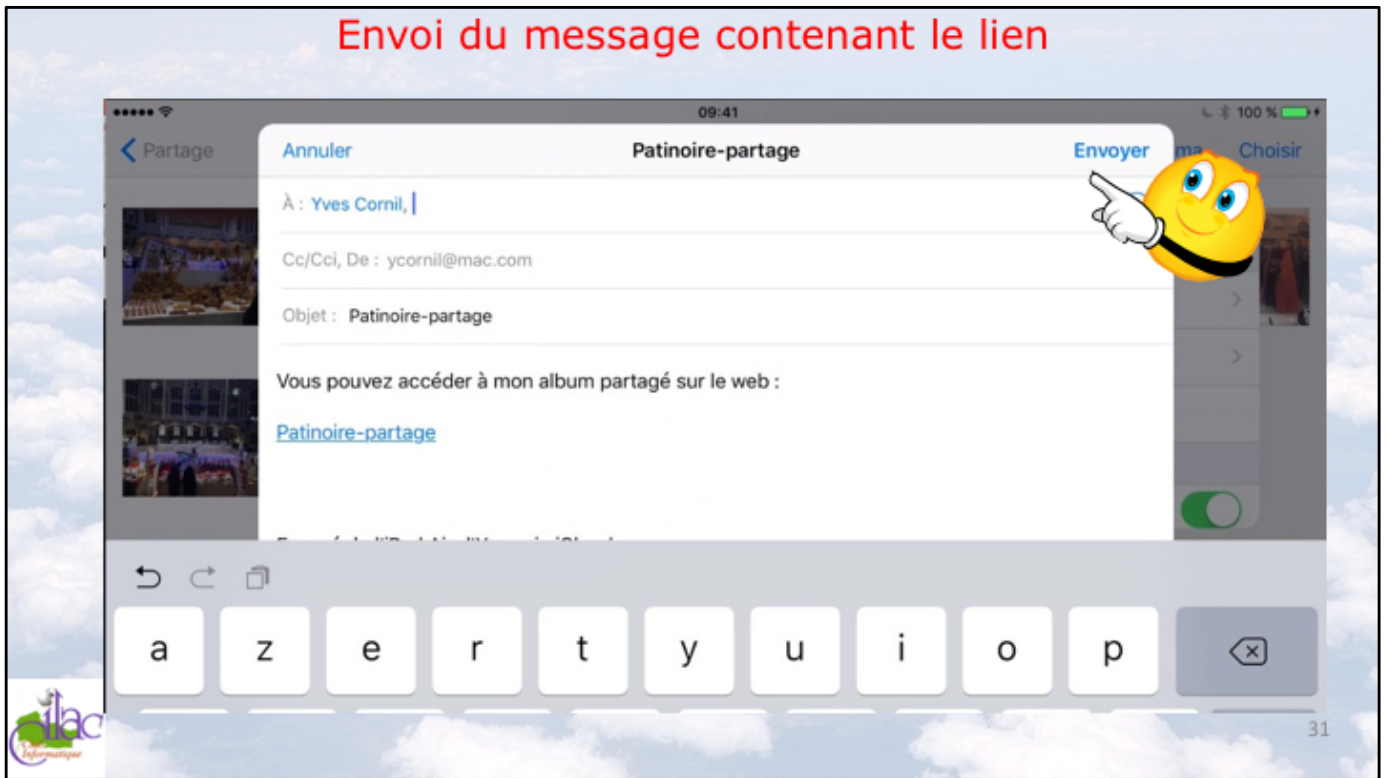 Envoi du message contenant le lien
09:41
100 %
Partage
Annuler
Patinoire-partage
Envoyer
Choisir
À : Yves Cornil,
Cc/Cci, De : ycornil@mac.com
Objet : Patinoire-partage
Vous pouvez accéder à mon album partagé sur le web :
Patinoire-partage
a z e r t y u i o p
Cilac
Informatique
31